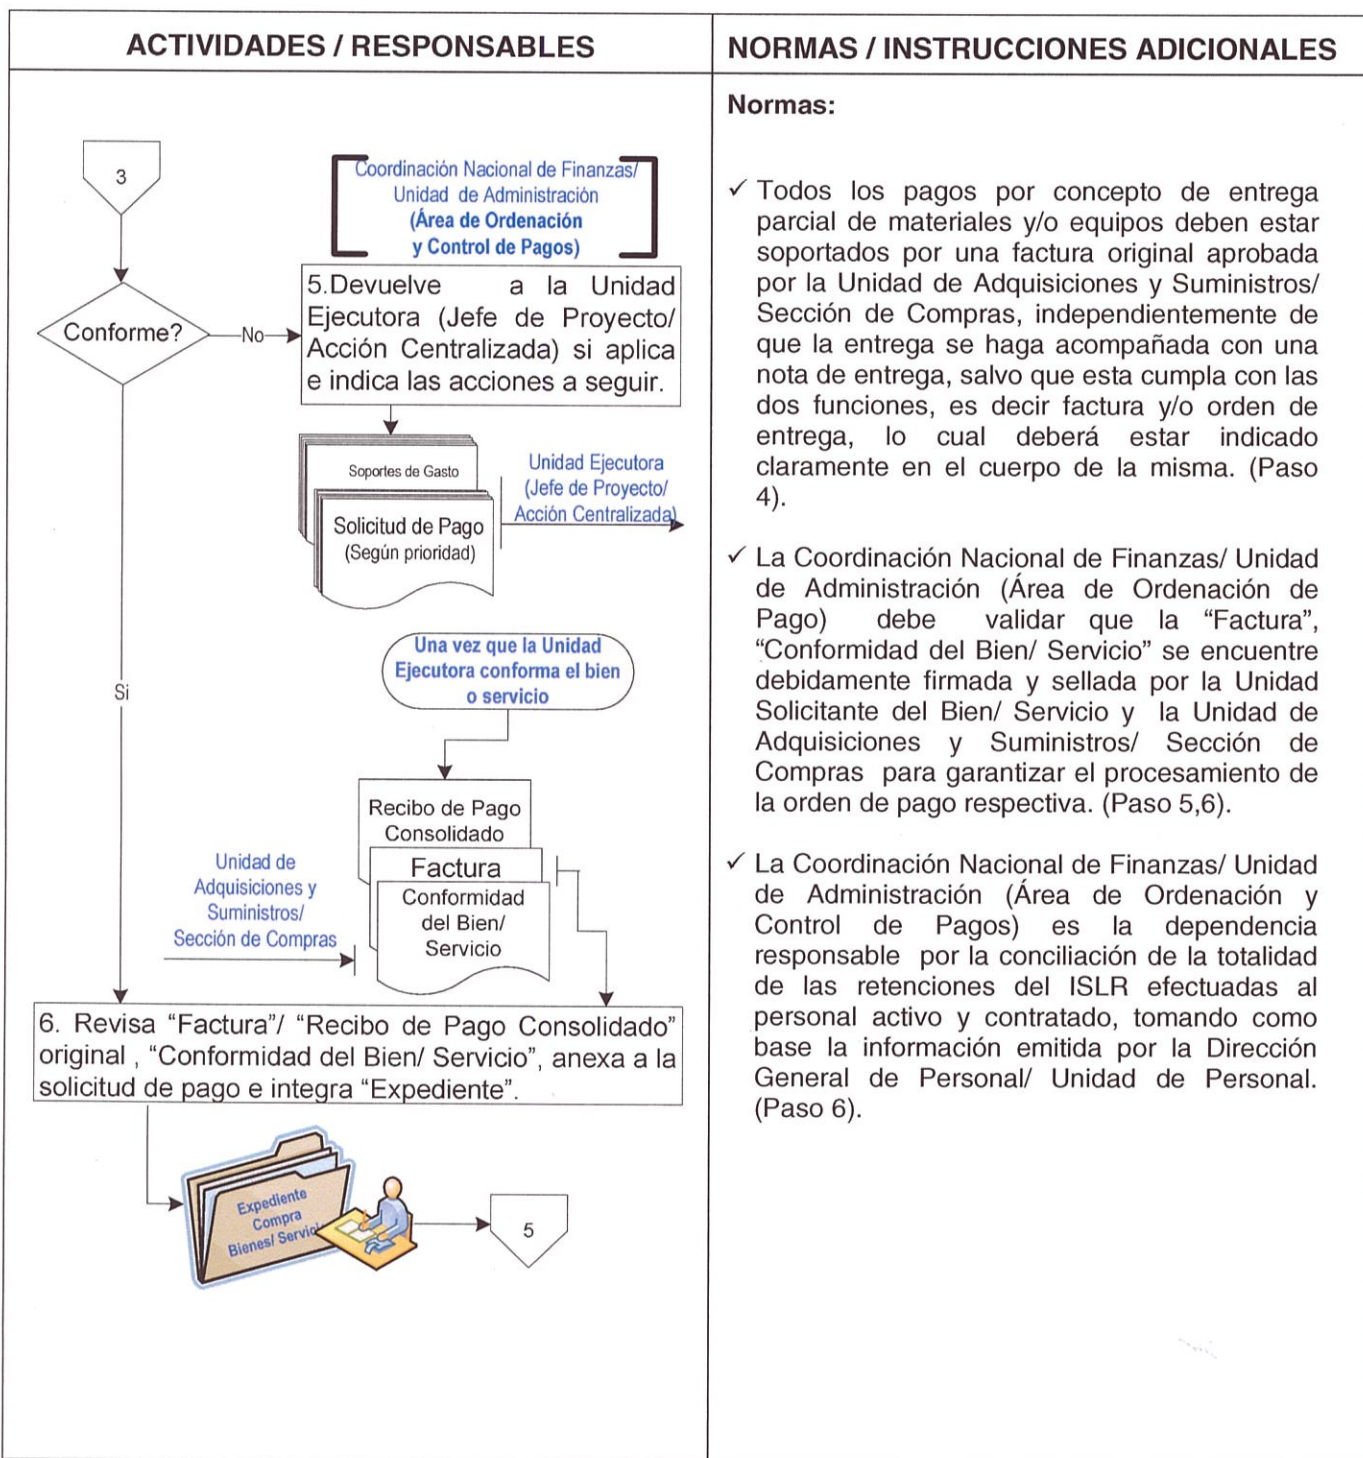 ACTIVIDADES / RESPONSABLES
3
Coordinación Nacional de Finanzas/
Unidad de Administración
(Área de Ordenación
y Control de Pagos)
Conforme?
No
5.Devuelve a la Unidad
Ejecutora (Jefe de Proyecto/
Acción Centralizada) si aplica
e indica las acciones a seguir.
Soportes de Gasto
Solicitud de Pago
(Según prioridad)
Unidad Ejecutora
(Jefe de Proyecto/
Acción Centralizada)
Si
Una vez que la Unidad
Ejecutora conforma el bien
o servicio
Recibo de Pago
Consolidado
Factura
Conformidad
del Bien/
Servicio
Unidad de
Adquisiciones y
Suministros/
Sección de Compras
6. Revisa “Factura”/ “Recibo de Pago Consolidado”
original , “Conformidad del Bien/ Servicio”, anexa a la
solicitud de pago e integra “Expediente”.
Expediente
Compra
Bienes/ Servicio
5
NORMAS / INSTRUCCIONES ADICIONALES
Normas:
✓ Todos los pagos por concepto de entrega
parcial de materiales y/o equipos deben estar
soportados por una factura original aprobada
por la Unidad de Adquisiciones y Suministros/
Sección de Compras, independientemente de
que la entrega se haga acompañada con una
nota de entrega, salvo que esta cumpla con las
dos funciones, es decir factura y/o orden de
entrega, lo cual deberá estar indicado
claramente en el cuerpo de la misma. (Paso
4).
✓ La Coordinación Nacional de Finanzas/ Unidad
de Administración (Área de Ordenación de
Pago) debe validar que la “Factura”,
“Conformidad del Bien/ Servicio” se encuentre
debidamente firmada y sellada por la Unidad
Solicitante del Bien/ Servicio y la Unidad de
Adquisiciones y Suministros/ Sección de
Compras para garantizar el procesamiento de
la orden de pago respectiva. (Paso 5,6).
✓ La Coordinación Nacional de Finanzas/ Unidad
de Administración (Área de Ordenación y
Control de Pagos) es la dependencia
responsable por la conciliación de la totalidad
de las retenciones del ISLR efectuadas al
personal activo y contratado, tomando como
base la información emitida por la Dirección
General de Personal/ Unidad de Personal.
(Paso 6).